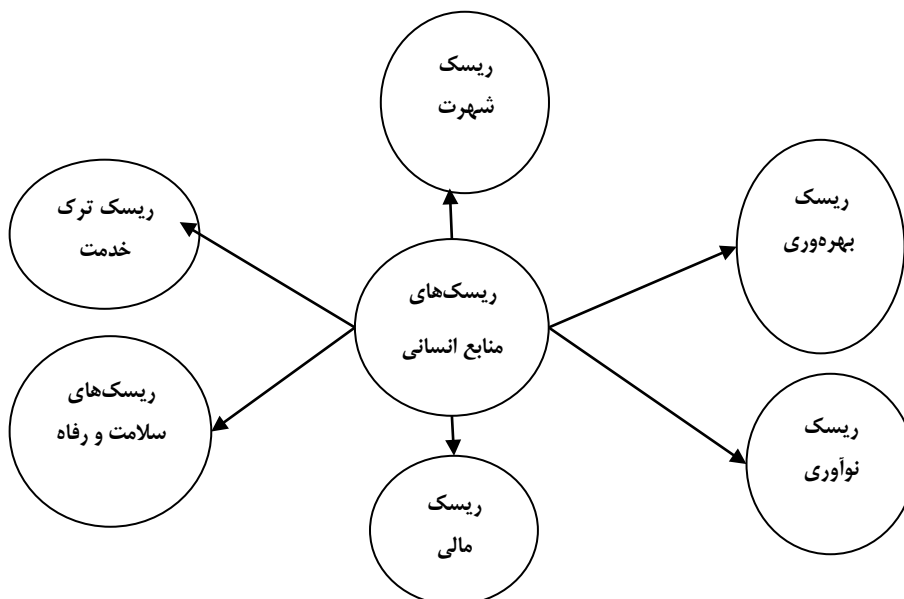 ریسک
شهرت
ریسک
بهره‌وری
ریسک ترک
خدمت
ریسک‌های
منابع انسانی
ریسک‌های
سلامت و رفاه
ریسک
نوآوری
ریسک
مالی